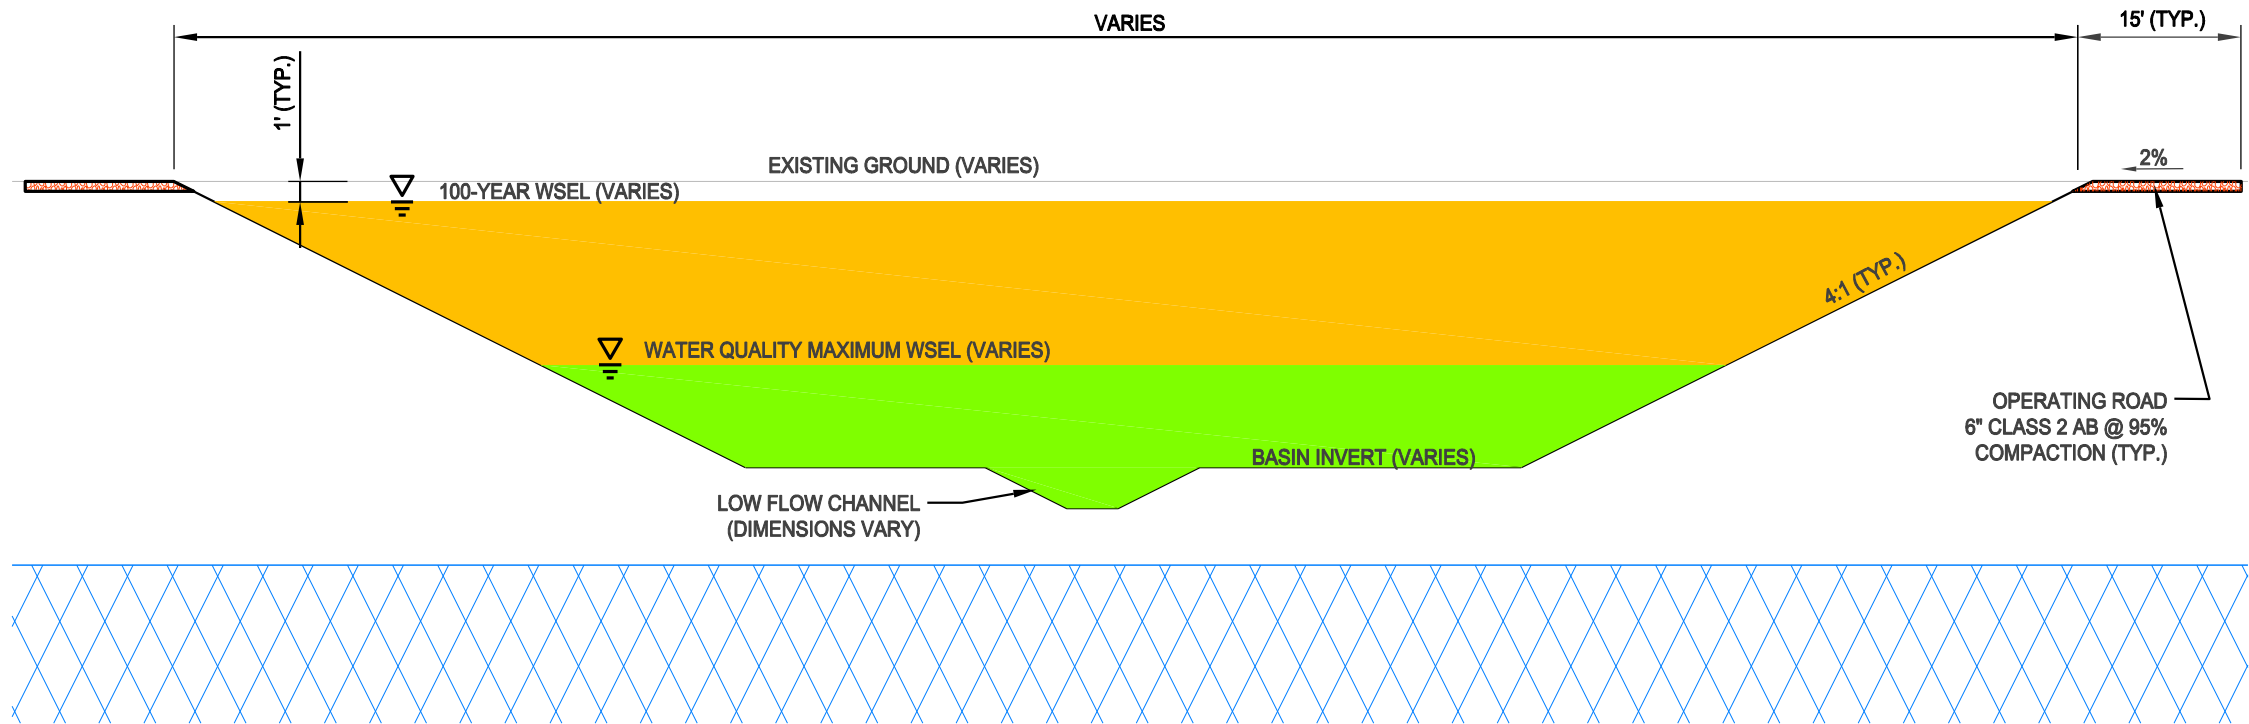 VARIES
15' (TYP.)
1' (TYP.)
EXISTING GROUND (VARIES)
2%
100-YEAR WSEL (VARIES)
4:1 (TYP.)
WATER QUALITY MAXIMUM WSEL (VARIES)
OPERATING ROAD
6" CLASS 2 AB @ 95%
COMPACTION (TYP.)
BASIN INVERT (VARIES)
LOW FLOW CHANNEL
(DIMENSIONS VARY)